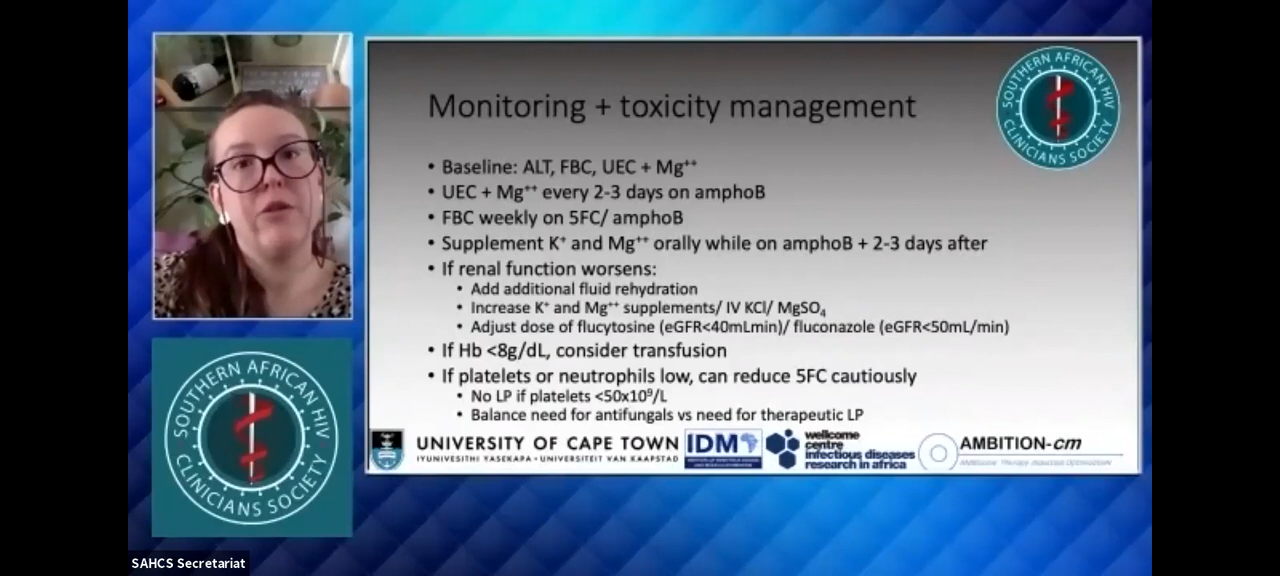 Monitoring + toxicity management
• Baseline: ALT, FBC, UEC + Mg⁺⁺
• UEC + Mg⁺⁺ every 2-3 days on amphoB
• FBC weekly on 5FC/ amphoB
• Supplement K⁺ and Mg⁺⁺ orally while on amphoB + 2-3 days after
• If renal function worsens:
• Add additional fluid rehydration
• Increase K⁺ and Mg⁺⁺ supplements/ IV KCl/ MgSO₄
• Adjust dose of flucytosine (eGFR<40mLmin)/ fluconazole (eGFR<50mL/min)
• If Hb <8g/dL, consider transfusion
• If platelets or neutrophils low, can reduce 5FC cautiously
• No LP if platelets <50x10⁹/L
• Balance need for antifungals vs need for therapeutic LP
SOUTHERN AFRICAN HIV
CLINICIANS SOCIETY
UNIVERSITY OF CAPE TOWN
IYUNIVESITHI YASEKAPA • UNIVERSITEIT VAN KAAPSTAD
IDM
wellcome
centre
infectious diseases
research in africa
AMBITION-cm
SOUTHERN AFRICAN HIV
CLINICIANS SOCIETY
SAHCS Secretariat